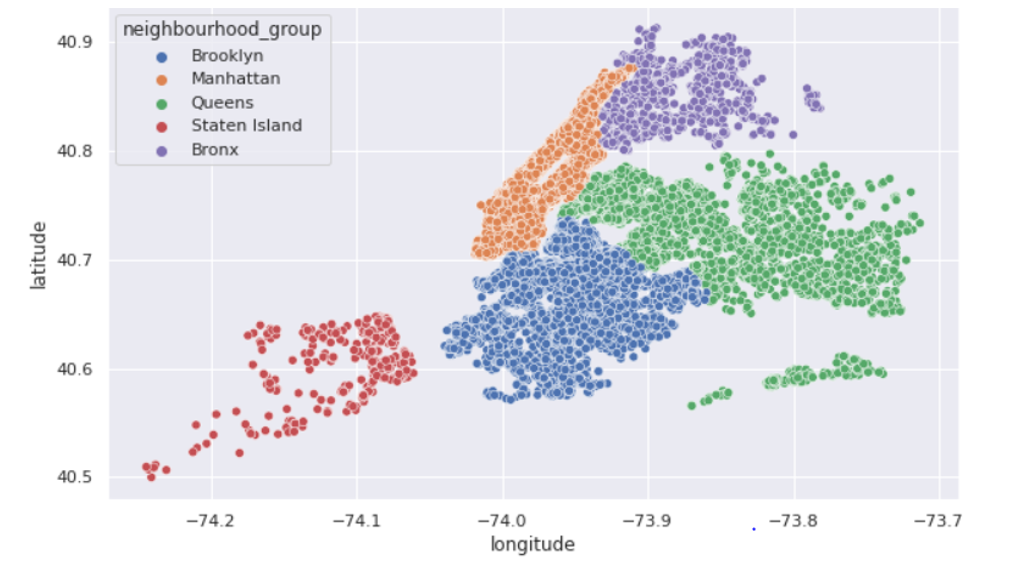 neighbourhood_group
Brooklyn
Manhattan
Queens
Staten Island
Bronx
40.9
40.8
40.7
40.6
40.5
latitude
−74.2
−74.1
−74.0
−73.9
−73.8
−73.7
longitude